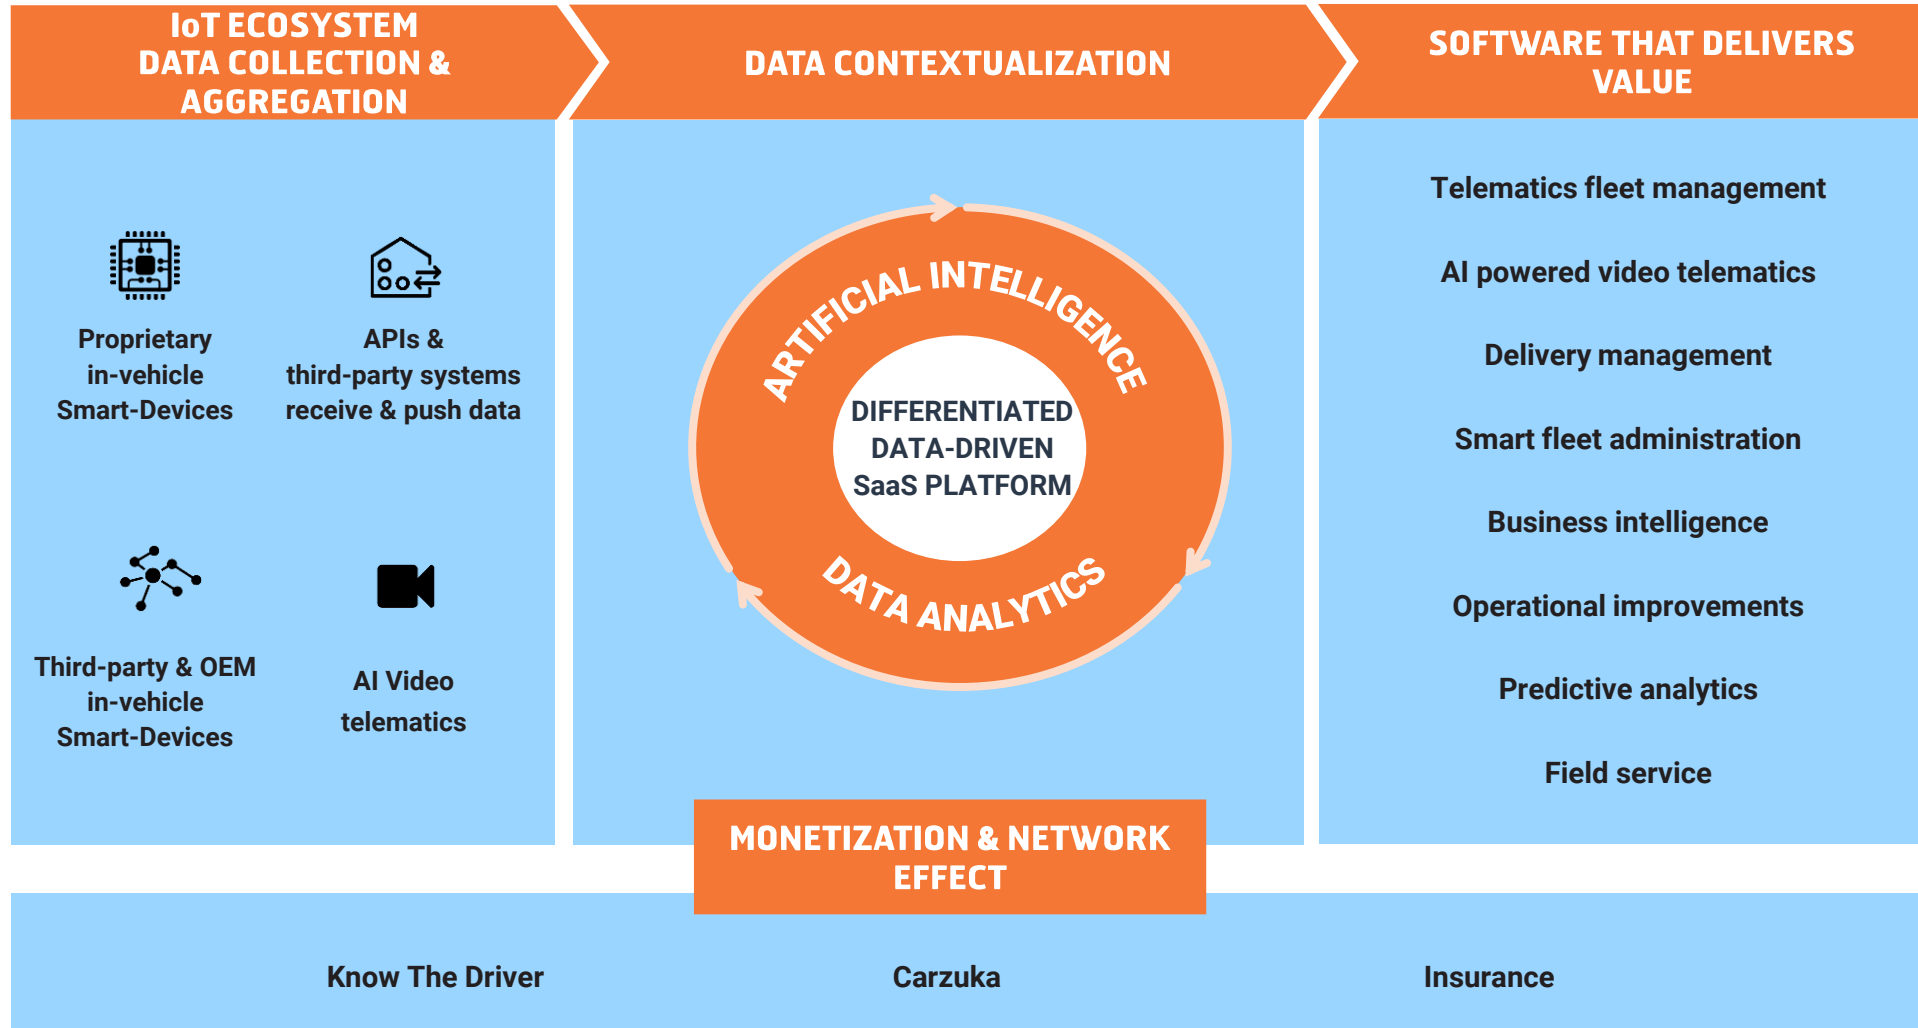 IoT ECOSYSTEM
DATA COLLECTION &
AGGREGATION
DATA CONTEXTUALIZATION
SOFTWARE THAT DELIVERS
VALUE
Proprietary
in-vehicle
Smart-Devices
APIs &
third-party systems
receive & push data
Third-party & OEM
in-vehicle
Smart-Devices
AI Video
telematics
ARTIFICIAL INTELLIGENCE
DIFFERENTIATED
DATA-DRIVEN
SaaS PLATFORM
DATA ANALYTICS
Telematics fleet management
AI powered video telematics
Delivery management
Smart fleet administration
Business intelligence
Operational improvements
Predictive analytics
Field service
MONETIZATION & NETWORK
EFFECT
Know The Driver
Carzuka
Insurance